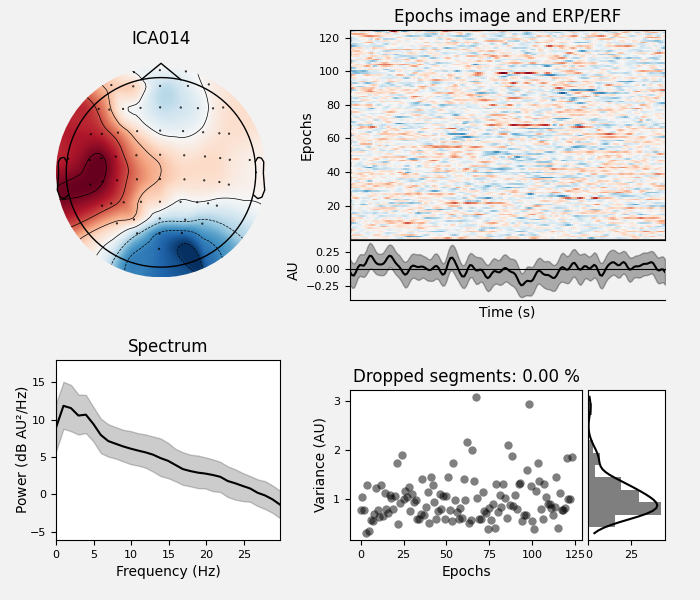 ICA014
Epochs image and ERP/ERF
120
100
80
60
40
20
Epochs
0.25
0.00
−0.25
AU
Time (s)
Spectrum
15
10
5
0
−5
Power (dB AU²/Hz)
0 5 10 15 20 25
Frequency (Hz)
Dropped segments: 0.00 %
3
2
1
Variance (AU)
0 25 50 75 100 125
Epochs
0 25